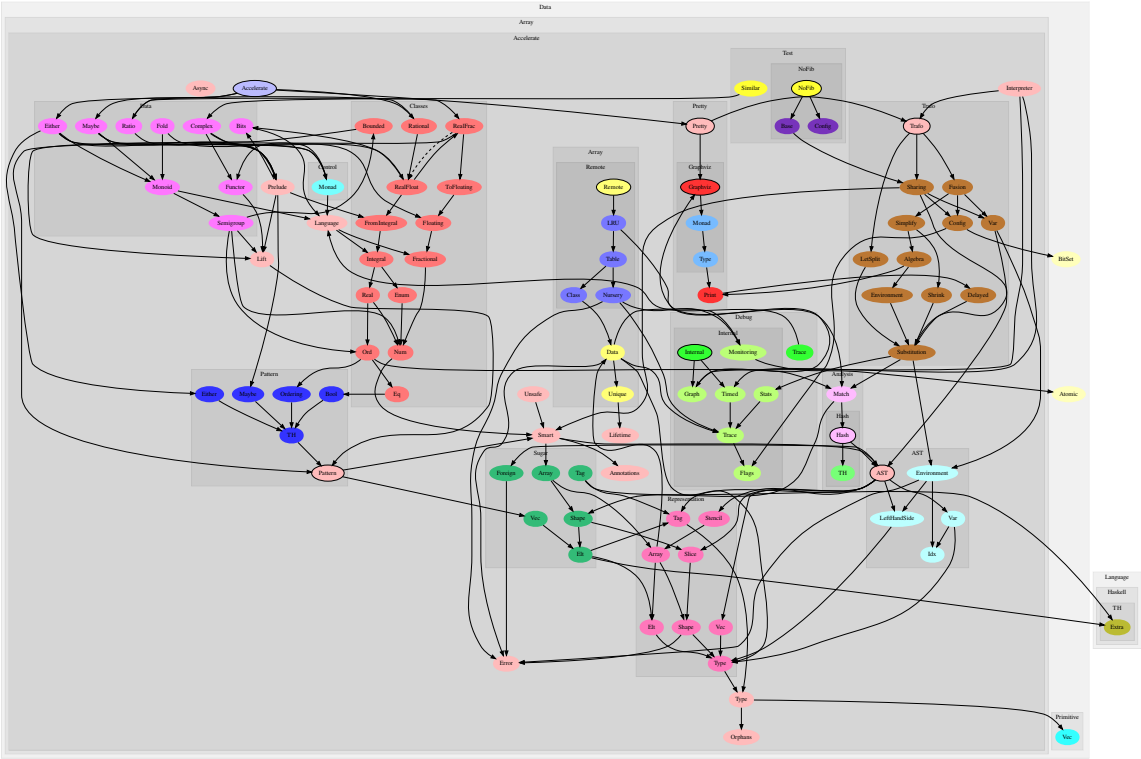 Data
Array
Accelerate
Test
NoFib
Async
Accelerate
Similar
NoFib
Interpreter
Data
Classes
Pretty
Trafo
Either
Maybe
Ratio
Fold
Complex
Bits
Bounded
Rational
RealFrac
Pretty
Base
Config
Trafo
Array
Control
Remote
Graphviz
Monoid
Functor
Prelude
Monad
RealFloat
ToFloating
Remote
Graphviz
Sharing
Fusion
Semigroup
Language
FromIntegral
Floating
LRU
Monad
Simplify
Config
Var
Lift
Integral
Fractional
Table
Type
LetSplit
Algebra
BitSet
Real
Enum
Class
Nursery
Print
Environment
Shrink
Delayed
Debug
Internal
Ord
Num
Data
Internal
Monitoring
Trace
Substitution
Pattern
Analysis
Either
Maybe
Ordering
Bool
Eq
Unsafe
Unique
Graph
Timed
Stats
Match
Atomic
Hash
TH
Smart
Lifetime
Trace
Hash
Sugar
AST
Pattern
Foreign
Array
Tag
Annotations
Flags
TH
AST
Environment
Representation
Vec
Shape
Tag
Stencil
LeftHandSide
Var
Elt
Array
Slice
Idx
Language
Haskell
TH
Elt
Shape
Vec
Extra
Error
Type
Type
Primitive
Orphans
Vec